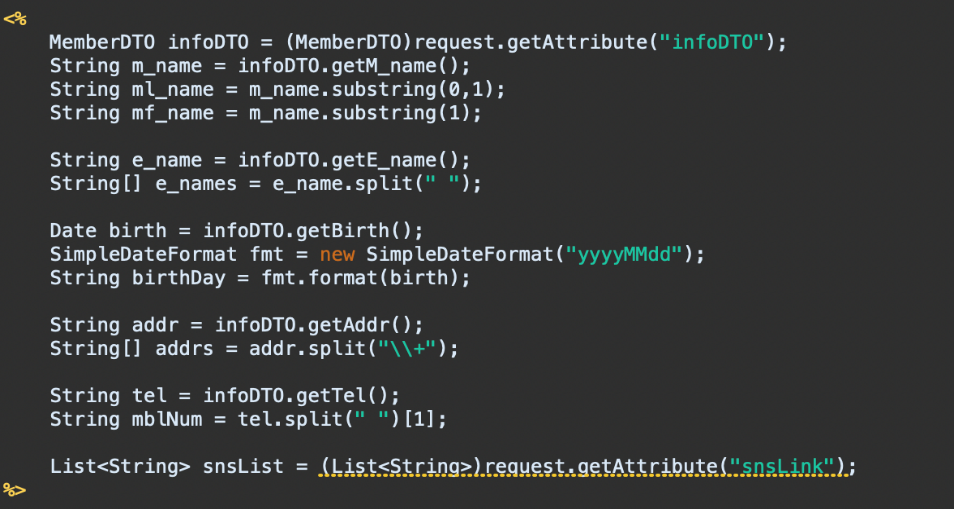 <%
MemberDTO infoDTO = (MemberDTO)request.getAttribute("infoDTO");
String m_name = infoDTO.getM_name();
String ml_name = m_name.substring(0,1);
String mf_name = m_name.substring(1);
String e_name = infoDTO.getE_name();
String[] e_names = e_name.split(" ");
Date birth = infoDTO.getBirth();
SimpleDateFormat fmt = new SimpleDateFormat("yyyyMMdd");
String birthDay = fmt.format(birth);
String addr = infoDTO.getAddr();
String[] addrs = addr.split("\\+");
String tel = infoDTO.getTel();
String mblNum = tel.split(" ")[1];
List<String> snsList = (List<String>)request.getAttribute("snsLink");
%>